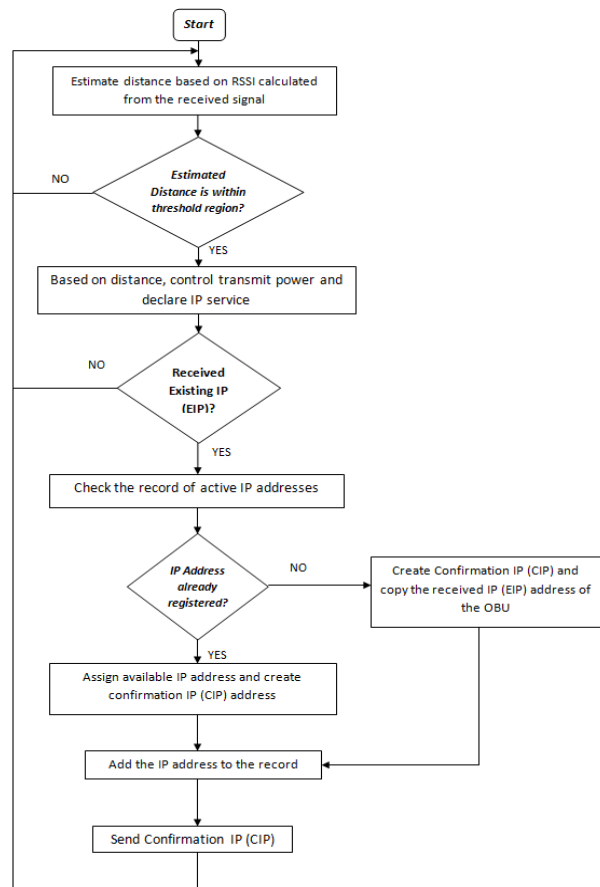 Start
Estimate distance based on RSSI calculated
from the received signal
NO
Estimated
Distance is within
threshold region?
YES
Based on distance, control transmit power and
declare IP service
NO
Received
Existing IP
(EIP)?
YES
Check the record of active IP addresses
IP Address
already
registered?
NO
Create Confirmation IP (CIP) and
copy the received IP (EIP) address of
the OBU
YES
Assign available IP address and create
confirmation IP (CIP) address
Add the IP address to the record
Send Confirmation IP (CIP)